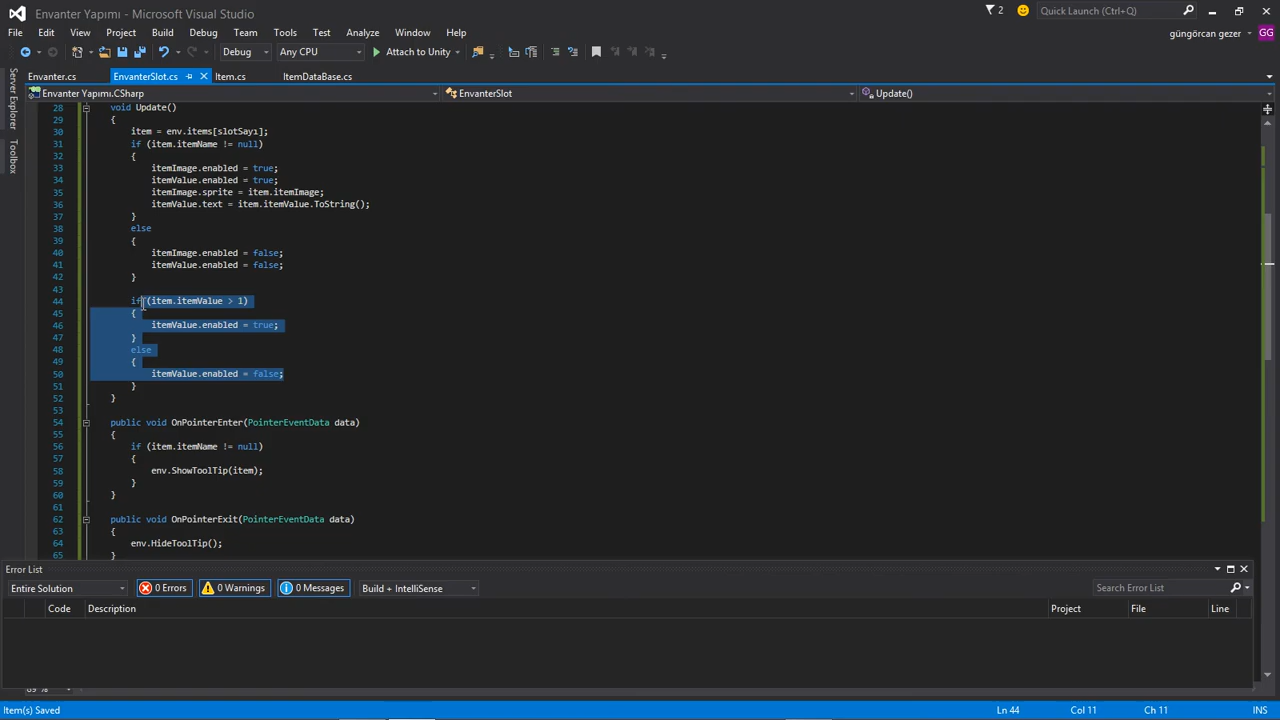 Envanter Yapımı - Microsoft Visual Studio
2
Quick Launch (Ctrl+Q)
File Edit View Project Build Debug Team Tools Test Analyze Window Help
güngörcan gezer
GG
Debug
Any CPU
Attach to Unity
Envanter.cs
EnvanterSlot.cs
Item.cs
ItemDataBase.cs
Server Explorer
Toolbox
Envanter Yapımı.CSharp
EnvanterSlot
Update()
28 void Update()
29 {
30 item = env.items[slotSayı];
31 if (item.itemName != null)
32 {
33 itemImage.enabled = true;
34 itemValue.enabled = true;
35 itemImage.sprite = item.itemImage;
36 itemValue.text = item.itemValue.ToString();
37 }
38 else
39 {
40 itemImage.enabled = false;
41 itemValue.enabled = false;
42 }
43
44 if (item.itemValue > 1)
45 {
46 itemValue.enabled = true;
47 }
48 else
49 {
50 itemValue.enabled = false;
51 }
52 }
53
54 public void OnPointerEnter(PointerEventData data)
55 {
56 if (item.itemName != null)
57 {
58 env.ShowToolTip(item);
59 }
60 }
61
62 public void OnPointerExit(PointerEventData data)
63 {
64 env.HideToolTip();
65 }
Error List
Entire Solution
0 Errors
0 Warnings
0 Messages
Build + IntelliSense
Search Error List
Code Description Project File Line
Item(s) Saved
Ln 44
Col 11
Ch 11
INS